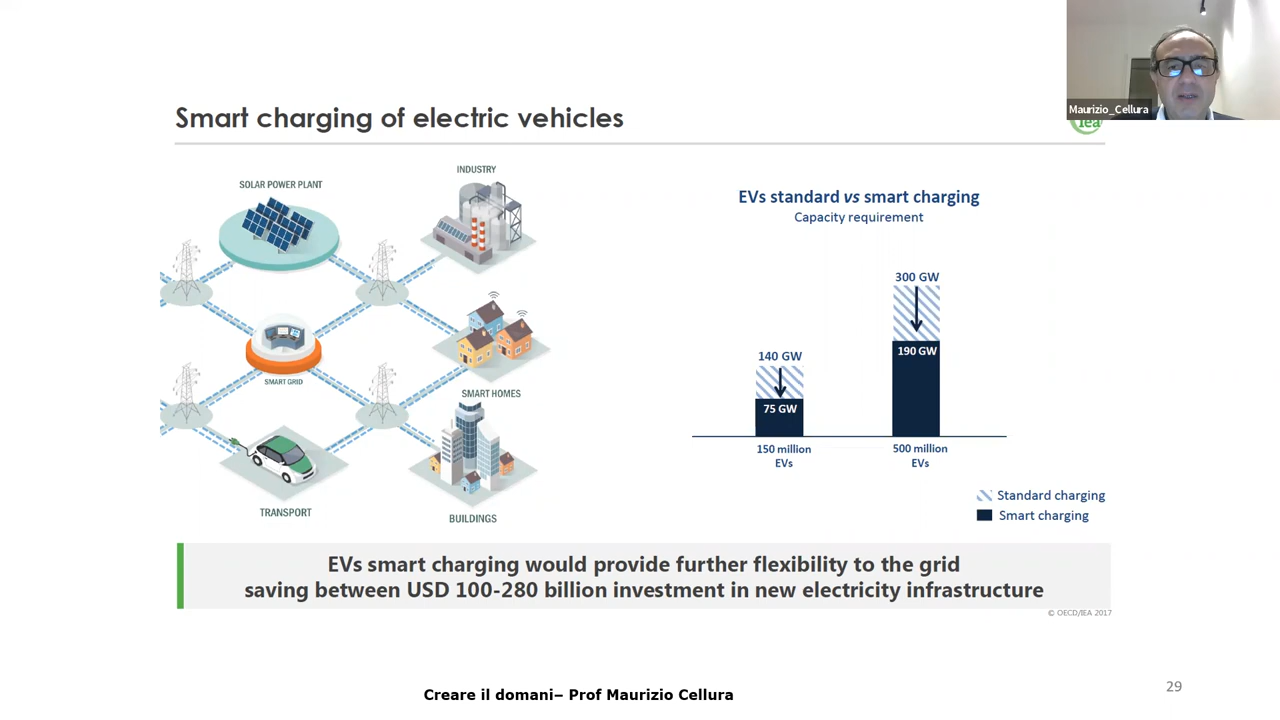 Maurizio_Cellura
iea
Smart charging of electric vehicles
SOLAR POWER PLANT
INDUSTRY
SMART GRID
SMART HOMES
TRANSPORT
BUILDINGS
EVs standard vs smart charging
Capacity requirement
300 GW
190 GW
140 GW
75 GW
150 million
EVs
500 million
EVs
Standard charging
Smart charging
EVs smart charging would provide further flexibility to the grid
saving between USD 100-280 billion investment in new electricity infrastructure
© OECD/IEA 2017
Creare il domani– Prof Maurizio Cellura
29